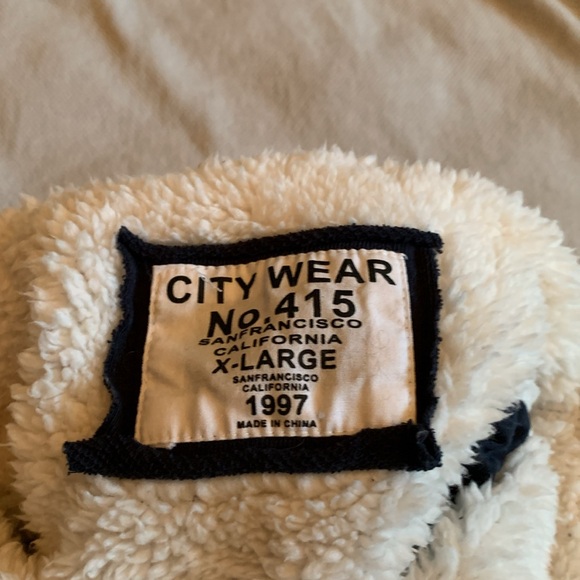 CITY WEAR
No.415
SANFRANCISCO
CALIFORNIA
X-LARGE
SANFRANCISCO
CALIFORNIA
1997
MADE IN CHINA